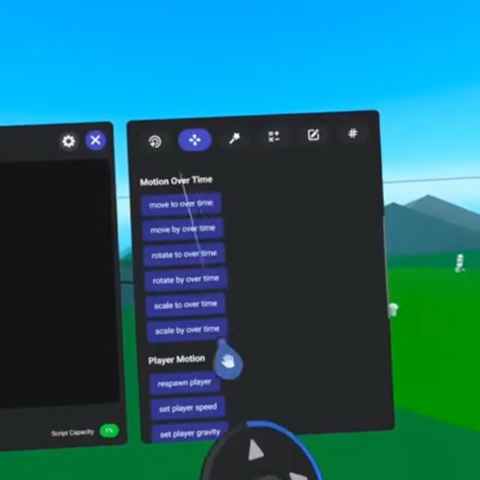 Motion Over Time
move to over time
move by over time
rotate to over time
rotate by over time
scale to over time
scale by over time
Player Motion
respawn player
set player speed
set player gravity
Script Capacity